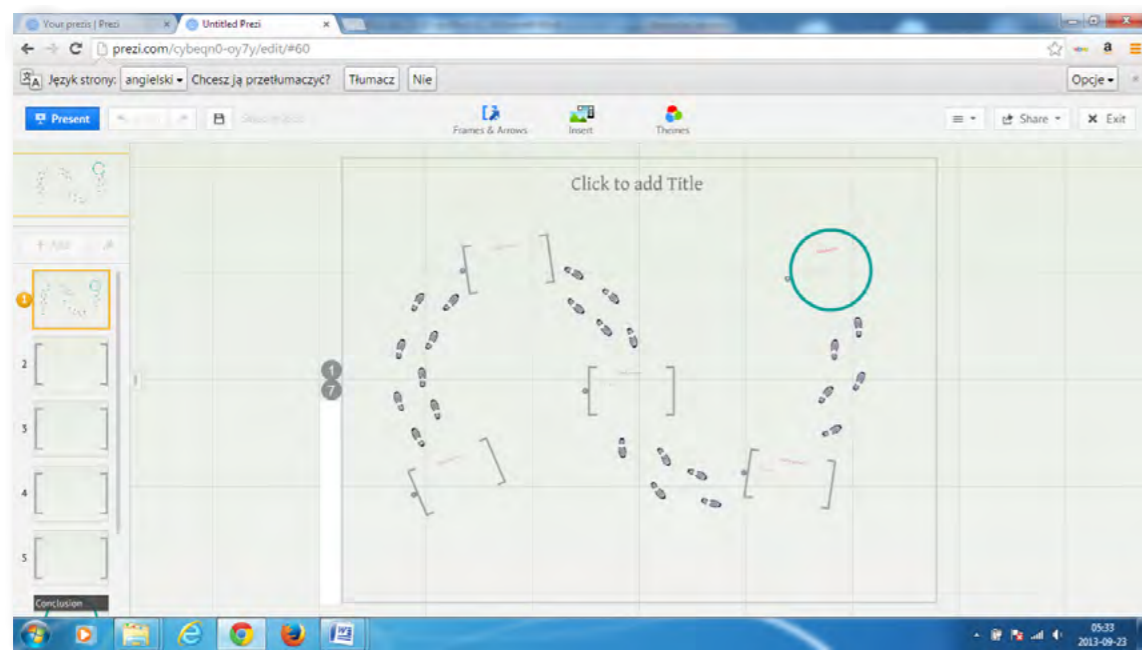 Your prezis | Prezi
Untitled Prezi
prezi.com/cybeqn0-oy7y/edit/#60
Język strony: angielski Chcesz ją przetłumaczyć? Tłumacz Nie Opcje
Present Frames & Arrows Insert Themes Share Exit
Click to add Title
+ Add
1
2
3
4
5
Conclusion
1
7
05:33
2013-09-23